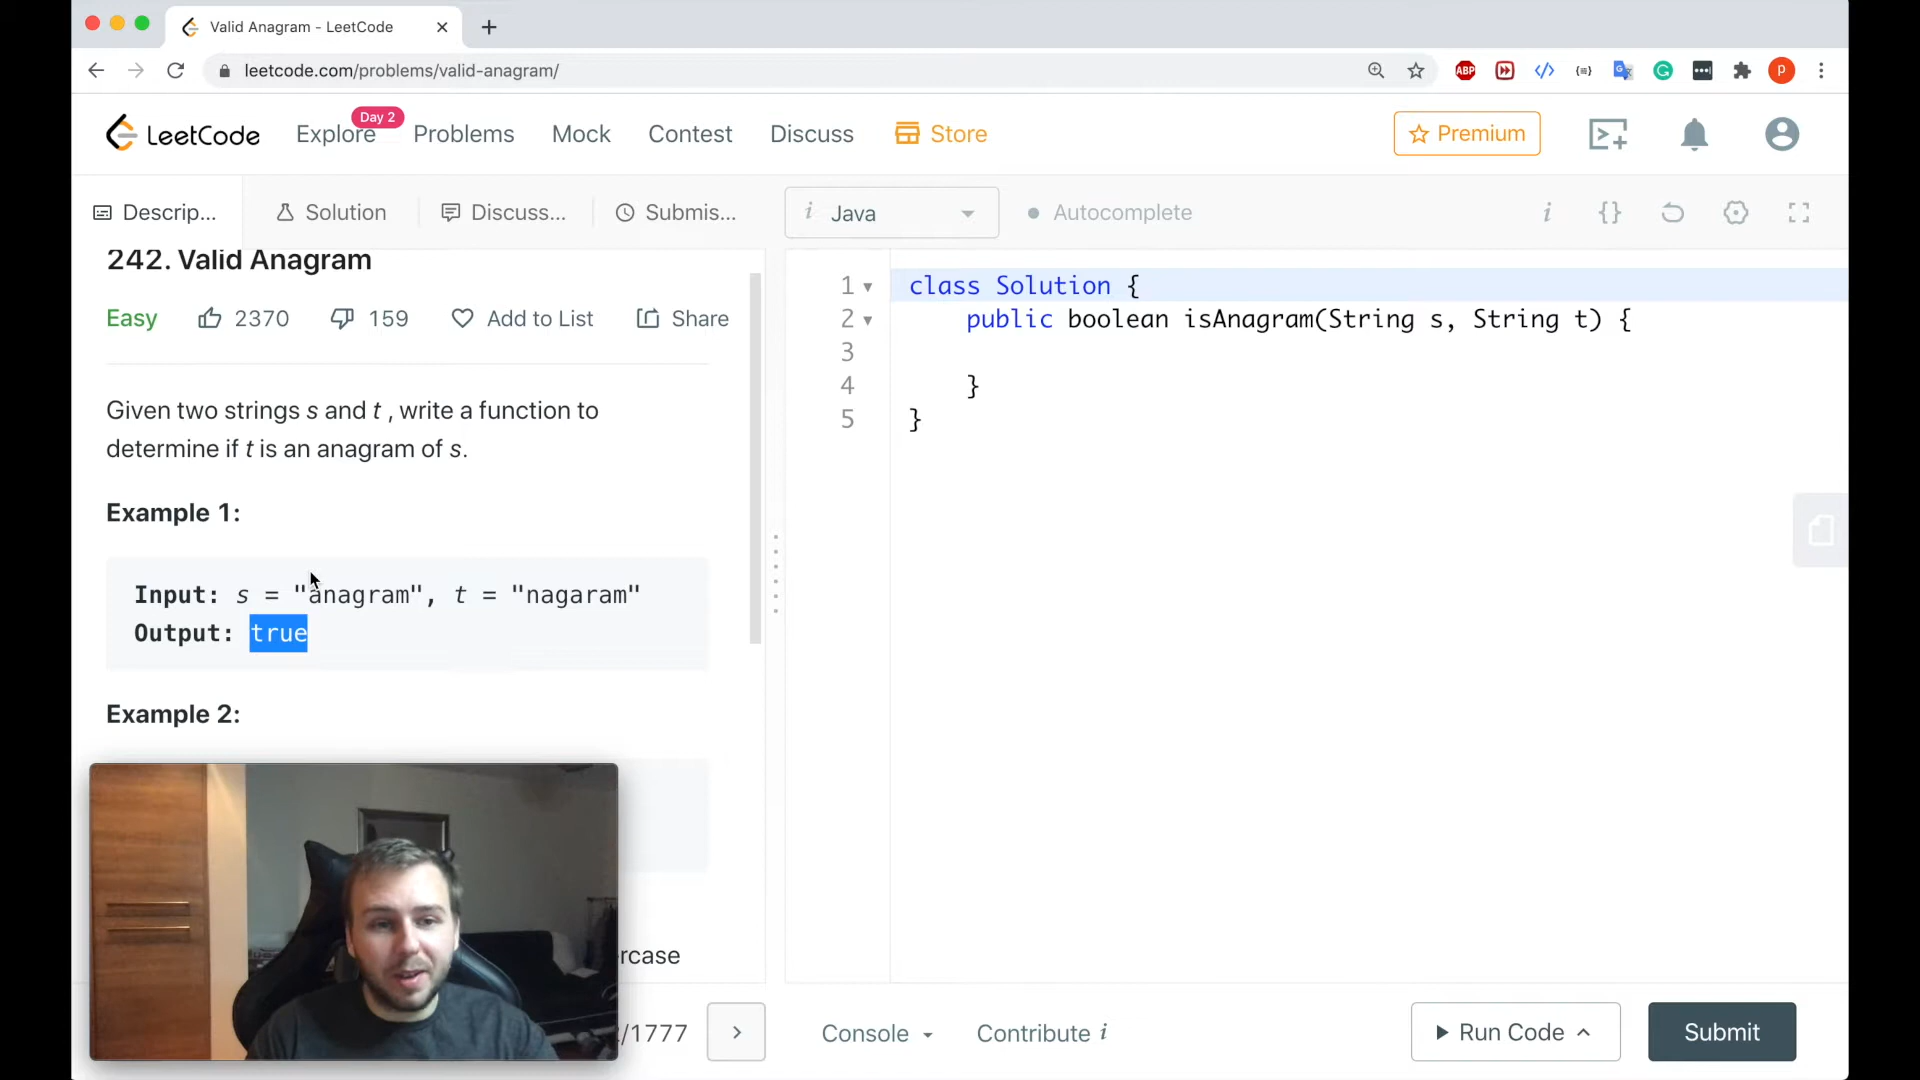 Valid Anagram - LeetCode
leetcode.com/problems/valid-anagram/
ABP
P
LeetCode
Explore
Day 2
Problems
Mock
Contest
Discuss
Store
Premium
Descrip...
Solution
Discuss...
Submis...
i Java
Autocomplete
i
{}
242. Valid Anagram
Easy
2370
159
Add to List
Share
Given two strings s and t , write a function to
determine if t is an anagram of s.
Example 1:
Input: s = "anagram", t = "nagaram"
Output: true
Example 2:
rcase
/1777
1
2
3
4
5
class Solution {
public boolean isAnagram(String s, String t) {
}
}
Console
Contribute i
Run Code
Submit